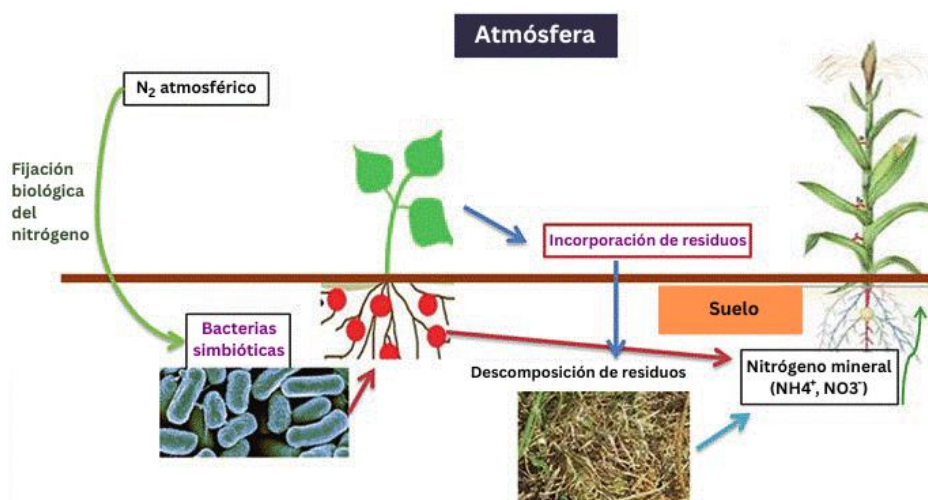 Atmósfera
N₂ atmosférico
Fijación
biológica
del
nitrógeno
Incorporación de residuos
Suelo
Bacterias
simbióticas
Descomposición de residuos
Nitrógeno mineral
(NH4⁺, NO3⁻)